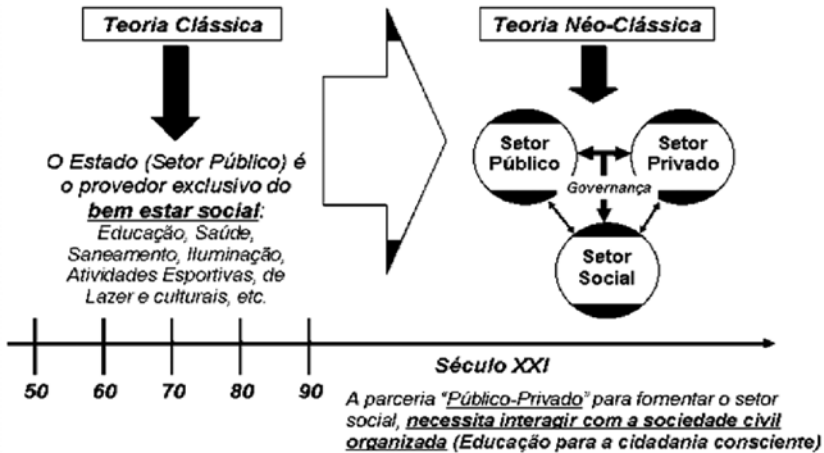 Teoria Clássica
O Estado (Setor Público) é
o provedor exclusivo do
bem estar social:
Educação, Saúde,
Saneamento, Iluminação,
Atividades Esportivas, de
Lazer e culturais, etc.
Teoria Néo-Clássica
Setor
Público
Setor
Privado
Governança
Setor
Social
50 60 70 80 90
Século XXI
A parceria "Público-Privado" para fomentar o setor
social, necessita interagir com a sociedade civil
organizada (Educação para a cidadania consciente)